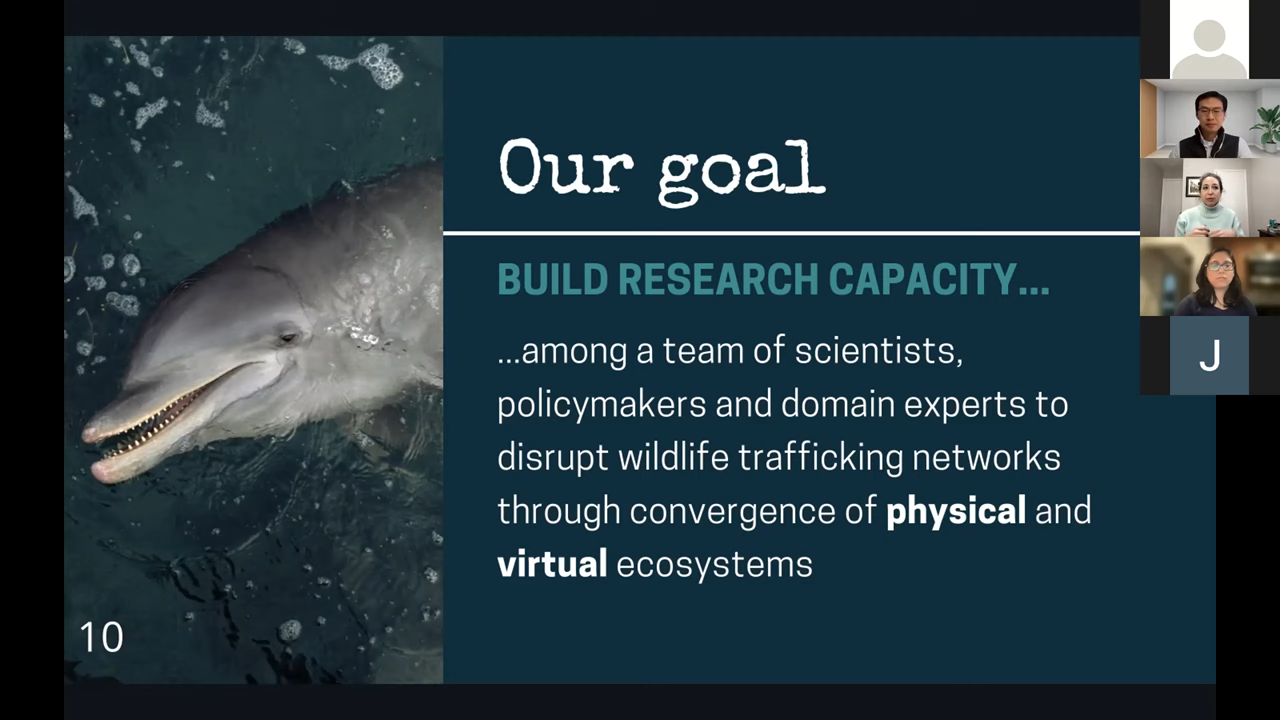 Our goal
BUILD RESEARCH CAPACITY...
...among a team of scientists,
policymakers and domain experts to
disrupt wildlife trafficking networks
through convergence of physical and
virtual ecosystems
10
J